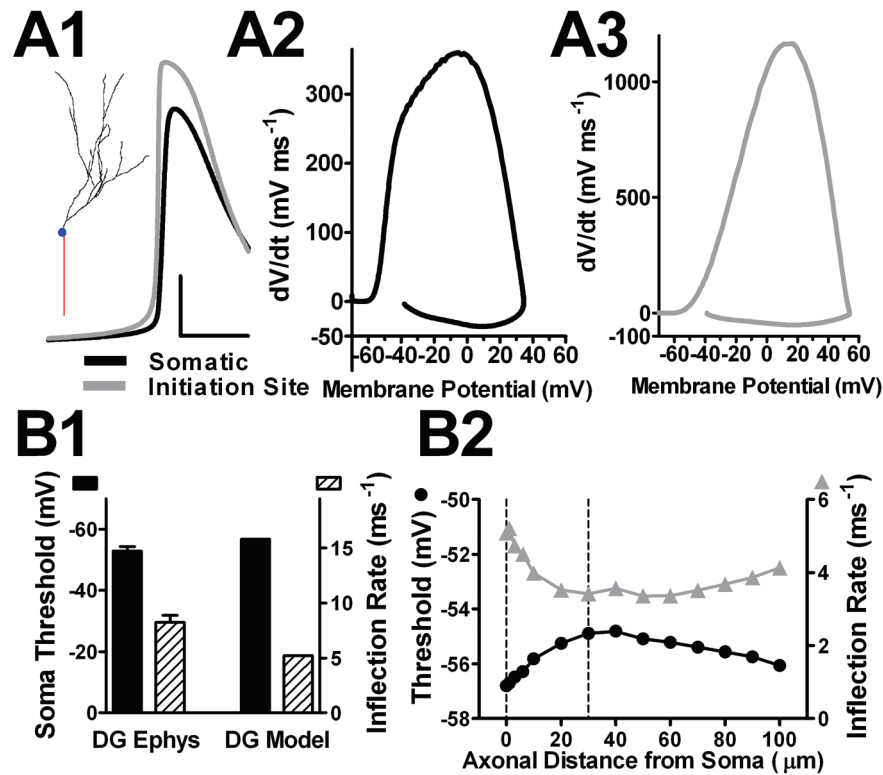 A1
A2
A3
Somatic
Initiation Site
dV/dt (mV ms-1)
300
200
100
0
-50
-60
-40
-20
0
20
40
60
Membrane Potential (mV)
dV/dt (mV ms-1)
1000
500
0
-100
-60
-40
-20
0
20
40
60
Membrane Potential (mV)
B1
B2
Soma Threshold (mV)
-60
-40
-20
0
15
10
5
0
Inflection Rate (ms-1)
DG Ephys
DG Model
Threshold (mV)
-50
-52
-54
-56
-58
6
4
2
0
Inflection Rate (ms-1)
0
20
40
60
80
100
Axonal Distance from Soma ( μm)